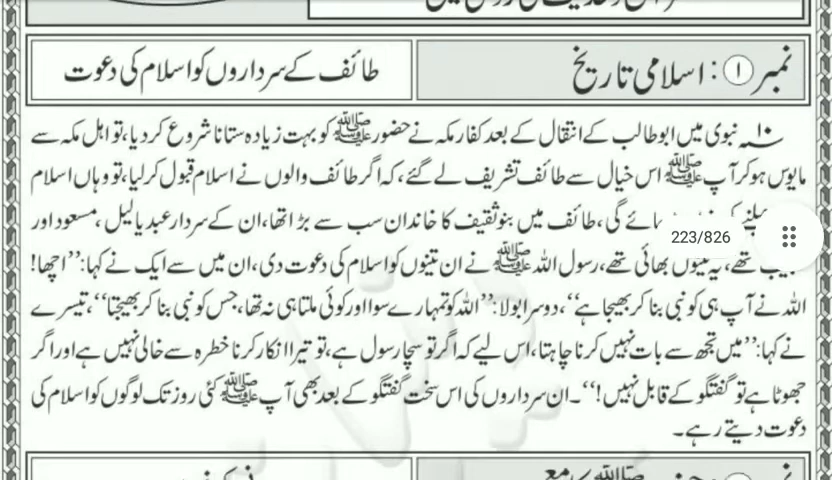 نمبر ①: اسلامی تاریخ
طائف کے سرداروں کو اسلام کی دعوت
۱۰؁ نبوی میں ابوطالب کے انتقال کے بعد کفار مکہ نے حضور ﷺ کو بہت زیادہ ستانا شروع کر دیا، تو اہل مکہ سے
مایوس ہو کر آپ ﷺ اس خیال سے طائف تشریف لے گئے، کہ اگر طائف والوں نے اسلام قبول کر لیا، تو وہاں اسلام
جائے گی، طائف میں بنو ثقیف کا خاندان سب سے بڑا تھا، ان کے سردار عبد یا لیل، مسعود اور
تھے، یہ تینوں بھائی تھے، رسول اللہ ﷺ نے ان تینوں کو اسلام کی دعوت دی، ان میں سے ایک نے کہا: ’’اچھا!
اللہ نے آپ ہی کو نبی بنا کر بھیجا ہے‘‘، دوسرا بولا: ’’اللہ کو تمہارے سوا اور کوئی ملتا ہی نہ تھا، جس کو نبی بنا کر بھیجتا‘‘، تیسرے
نے کہا: ’’میں تجھ سے بات نہیں کرنا چاہتا، اس لیے کہ اگر تو سچا رسول ہے، تو تیرا انکار کرنا خطرہ سے خالی نہیں ہے اور اگر
جھوٹا ہے تو گفتگو کے قابل نہیں!‘‘۔ ان سرداروں کی اس سخت گفتگو کے بعد بھی آپ ﷺ کئی روز تک لوگوں کو اسلام کی
دعوت دیتے رہے۔
223/826